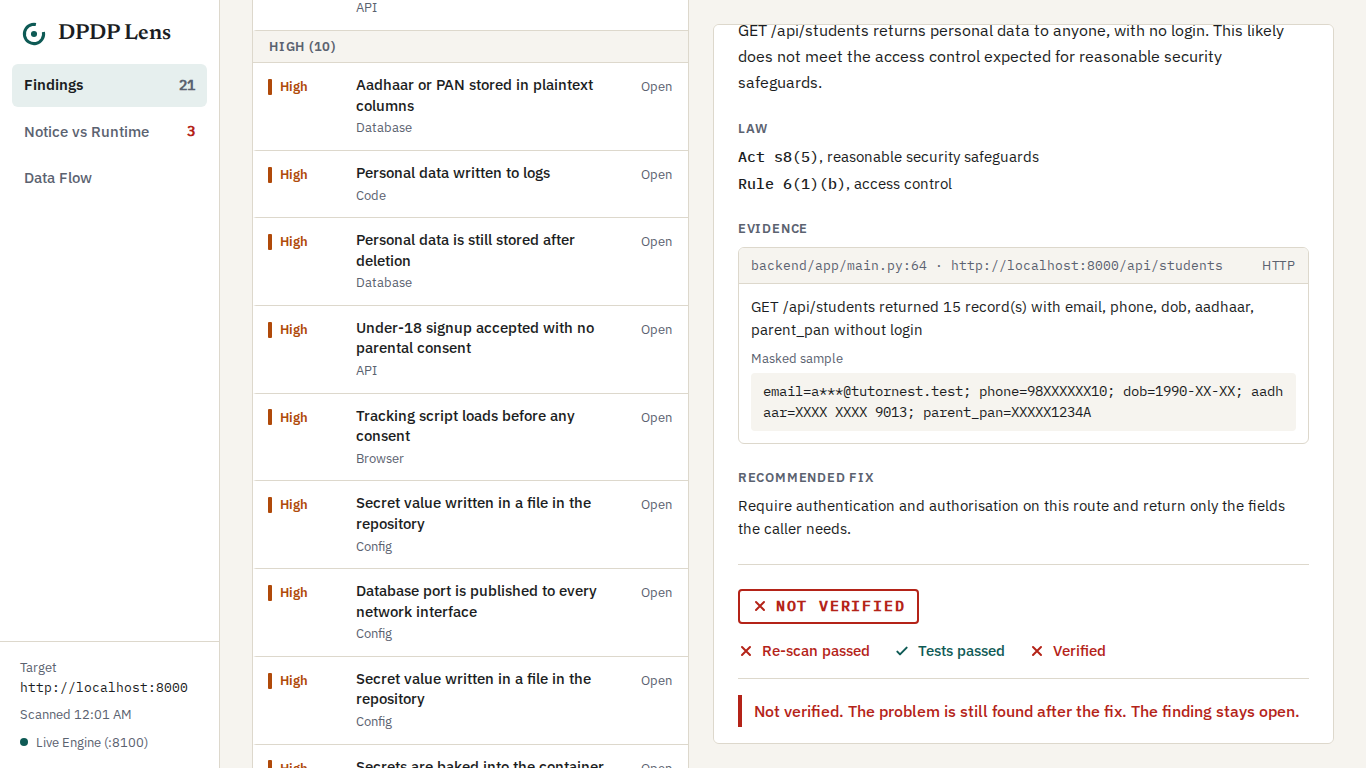 DPDP Lens
Findings 21
Notice vs Runtime 3
Data Flow
Target
http://localhost:8000
Scanned 12:01 AM
Live Engine (:8100)
API
HIGH (10)
High Aadhaar or PAN stored in plaintext Open
columns
Database
High Personal data written to logs Open
Code
High Personal data is still stored after Open
deletion
Database
High Under-18 signup accepted with no Open
parental consent
API
High Tracking script loads before any Open
consent
Browser
High Secret value written in a file in the Open
repository
Config
High Database port is published to every Open
network interface
Config
High Secret value written in a file in the Open
repository
Config
High Secrets are baked into the container Open
GET /api/students returns personal data to anyone, with no login. This likely
does not meet the access control expected for reasonable security
safeguards.
LAW
Act s8(5), reasonable security safeguards
Rule 6(1)(b), access control
EVIDENCE
backend/app/main.py:64 · http://localhost:8000/api/students HTTP
GET /api/students returned 15 record(s) with email, phone, dob, aadhaar,
parent_pan without login
Masked sample
email=a***@tutornest.test; phone=98XXXXXX10; dob=1990-XX-XX; aadh
aar=XXXX XXXX 9013; parent_pan=XXXXX1234A
RECOMMENDED FIX
Require authentication and authorisation on this route and return only the fields
the caller needs.
NOT VERIFIED
Re-scan passed Tests passed Verified
Not verified. The problem is still found after the fix. The finding stays open.